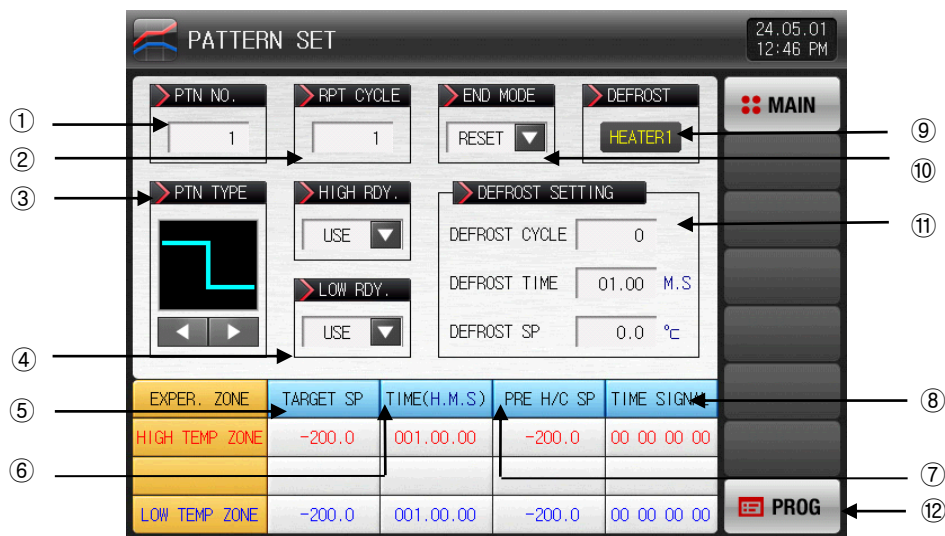 PATTERN SET
24.05.01
12:46 PM
PTN NO.
RPT CYCLE
END MODE
DEFROST
MAIN
①
1
1
RESET
HEATER1
⑨
②
⑩
③
PTN TYPE
HIGH RDY.
DEFROST SETTING
USE
DEFROST CYCLE
0
⑪
DEFROST TIME
01.00 M.S
LOW RDY.
USE
DEFROST SP
0.0 ℃
④
EXPER. ZONE TARGET SP TIME(H.M.S) PRE H/C SP TIME SIGNAL
⑤
⑧
HIGH TEMP ZONE -200.0 001.00.00 -200.0 00 00 00 00
⑥
⑦
LOW TEMP ZONE -200.0 001.00.00 -200.0 00 00 00 00
PROG
⑫